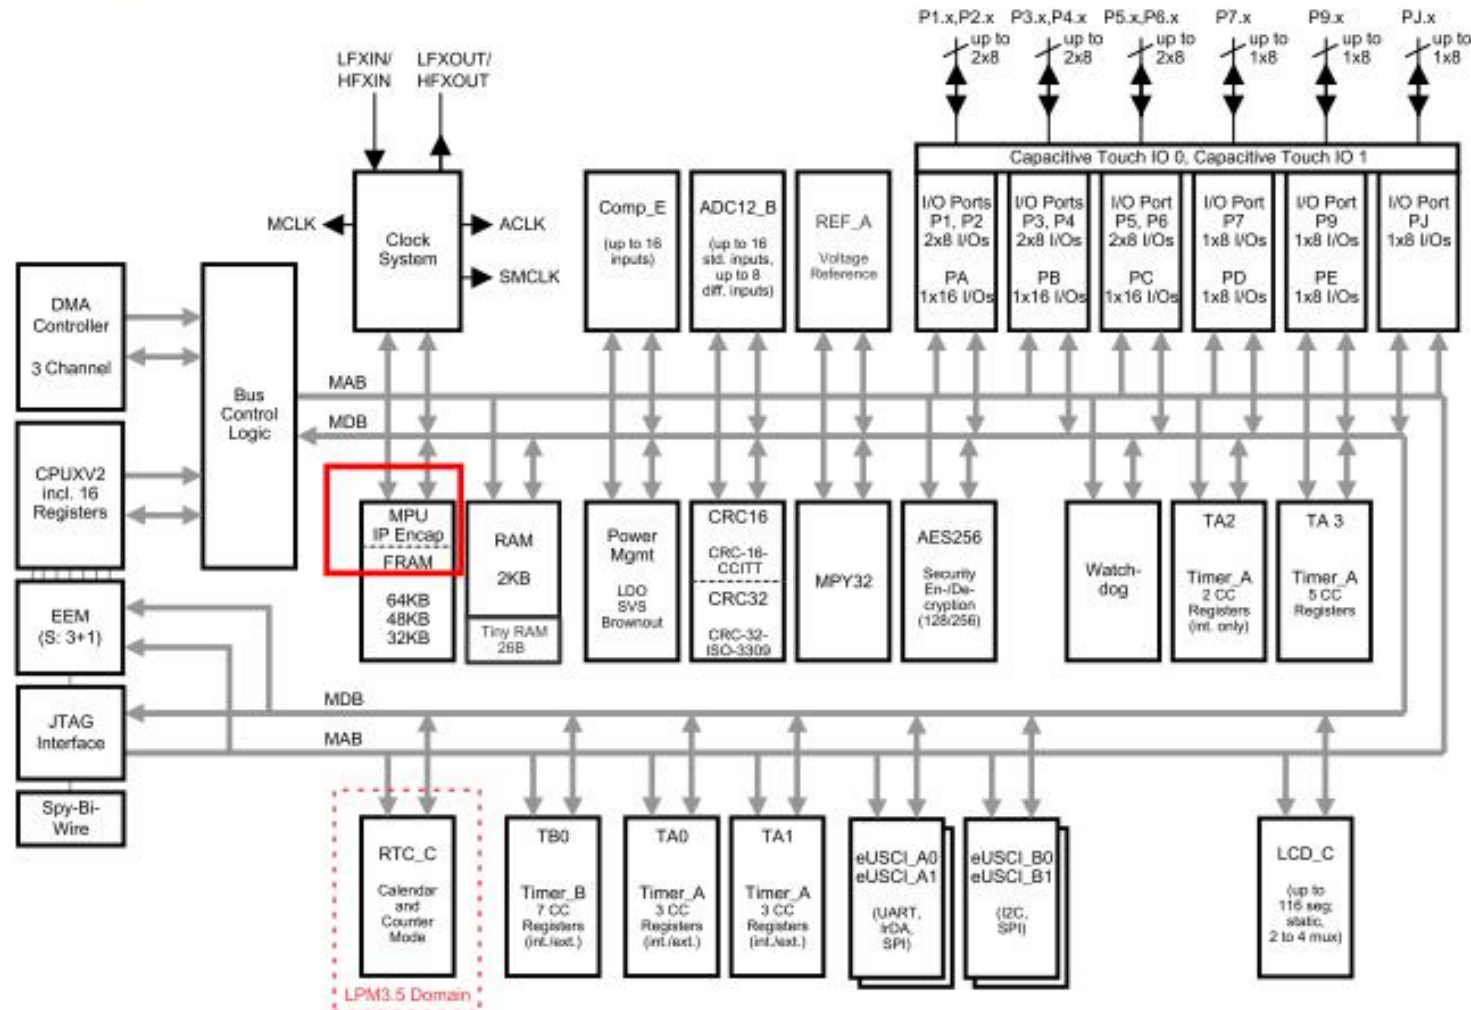 P1.x,P2.x
up to
2x8
P3.x,P4.x
up to
2x8
P5.x,P6.x
up to
2x8
P7.x
up to
1x8
P9.x
up to
1x8
PJ.x
up to
1x8
LFXIN/
HFXIN
LFXOUT/
HFXOUT
Capacitive Touch IO 0, Capacitive Touch IO 1
MCLK
Clock
System
ACLK
SMCLK
Comp_E
(up to 16
inputs)
ADC12_B
(up to 16
std. inputs,
up to 8
diff. inputs)
REF_A
Voltage
Reference
I/O Ports
P1, P2
2x8 I/Os
PA
1x16 I/Os
I/O Ports
P3, P4
2x8 I/Os
PB
1x16 I/Os
I/O Port
P5, P6
2x8 I/Os
PC
1x16 I/Os
I/O Port
P7
1x8 I/Os
PD
1x8 I/Os
I/O Port
P9
1x8 I/Os
PE
1x8 I/Os
I/O Port
PJ
1x8 I/Os
DMA
Controller
3 Channel
Bus
Control
Logic
MAB
MDB
CPUXV2
incl. 16
Registers
MPU
IP Encap
FRAM
64KB
48KB
32KB
RAM
2KB
Tiny RAM
26B
Power
Mgmt
LDO
SVS
Brownout
CRC16
CRC-16-
CCITT
CRC32
CRC-32-
ISO-3309
MPY32
AES256
Security
En-/De-
cryption
(128/256)
Watch-
dog
TA2
Timer_A
2 CC
Registers
(int. only)
TA 3
Timer_A
5 CC
Registers
EEM
(S: 3+1)
MDB
JTAG
Interface
MAB
Spy-Bi-
Wire
RTC_C
Calendar
and
Counter
Mode
LPM3.5 Domain
TB0
Timer_B
7 CC
Registers
(int./ext.)
TA0
Timer_A
3 CC
Registers
(int./ext.)
TA1
Timer_A
3 CC
Registers
(int./ext.)
eUSCI_A0
eUSCI_A1
(UART,
IrDA,
SPI)
eUSCI_B0
eUSCI_B1
(I2C,
SPI)
LCD_C
(up to
116 seg;
static,
2 to 4 mux)